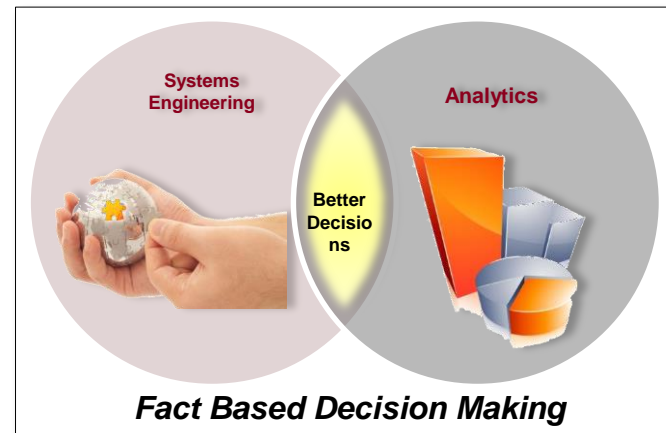 Systems
Engineering
Analytics
Better
Decisio
ns
Fact Based Decision Making